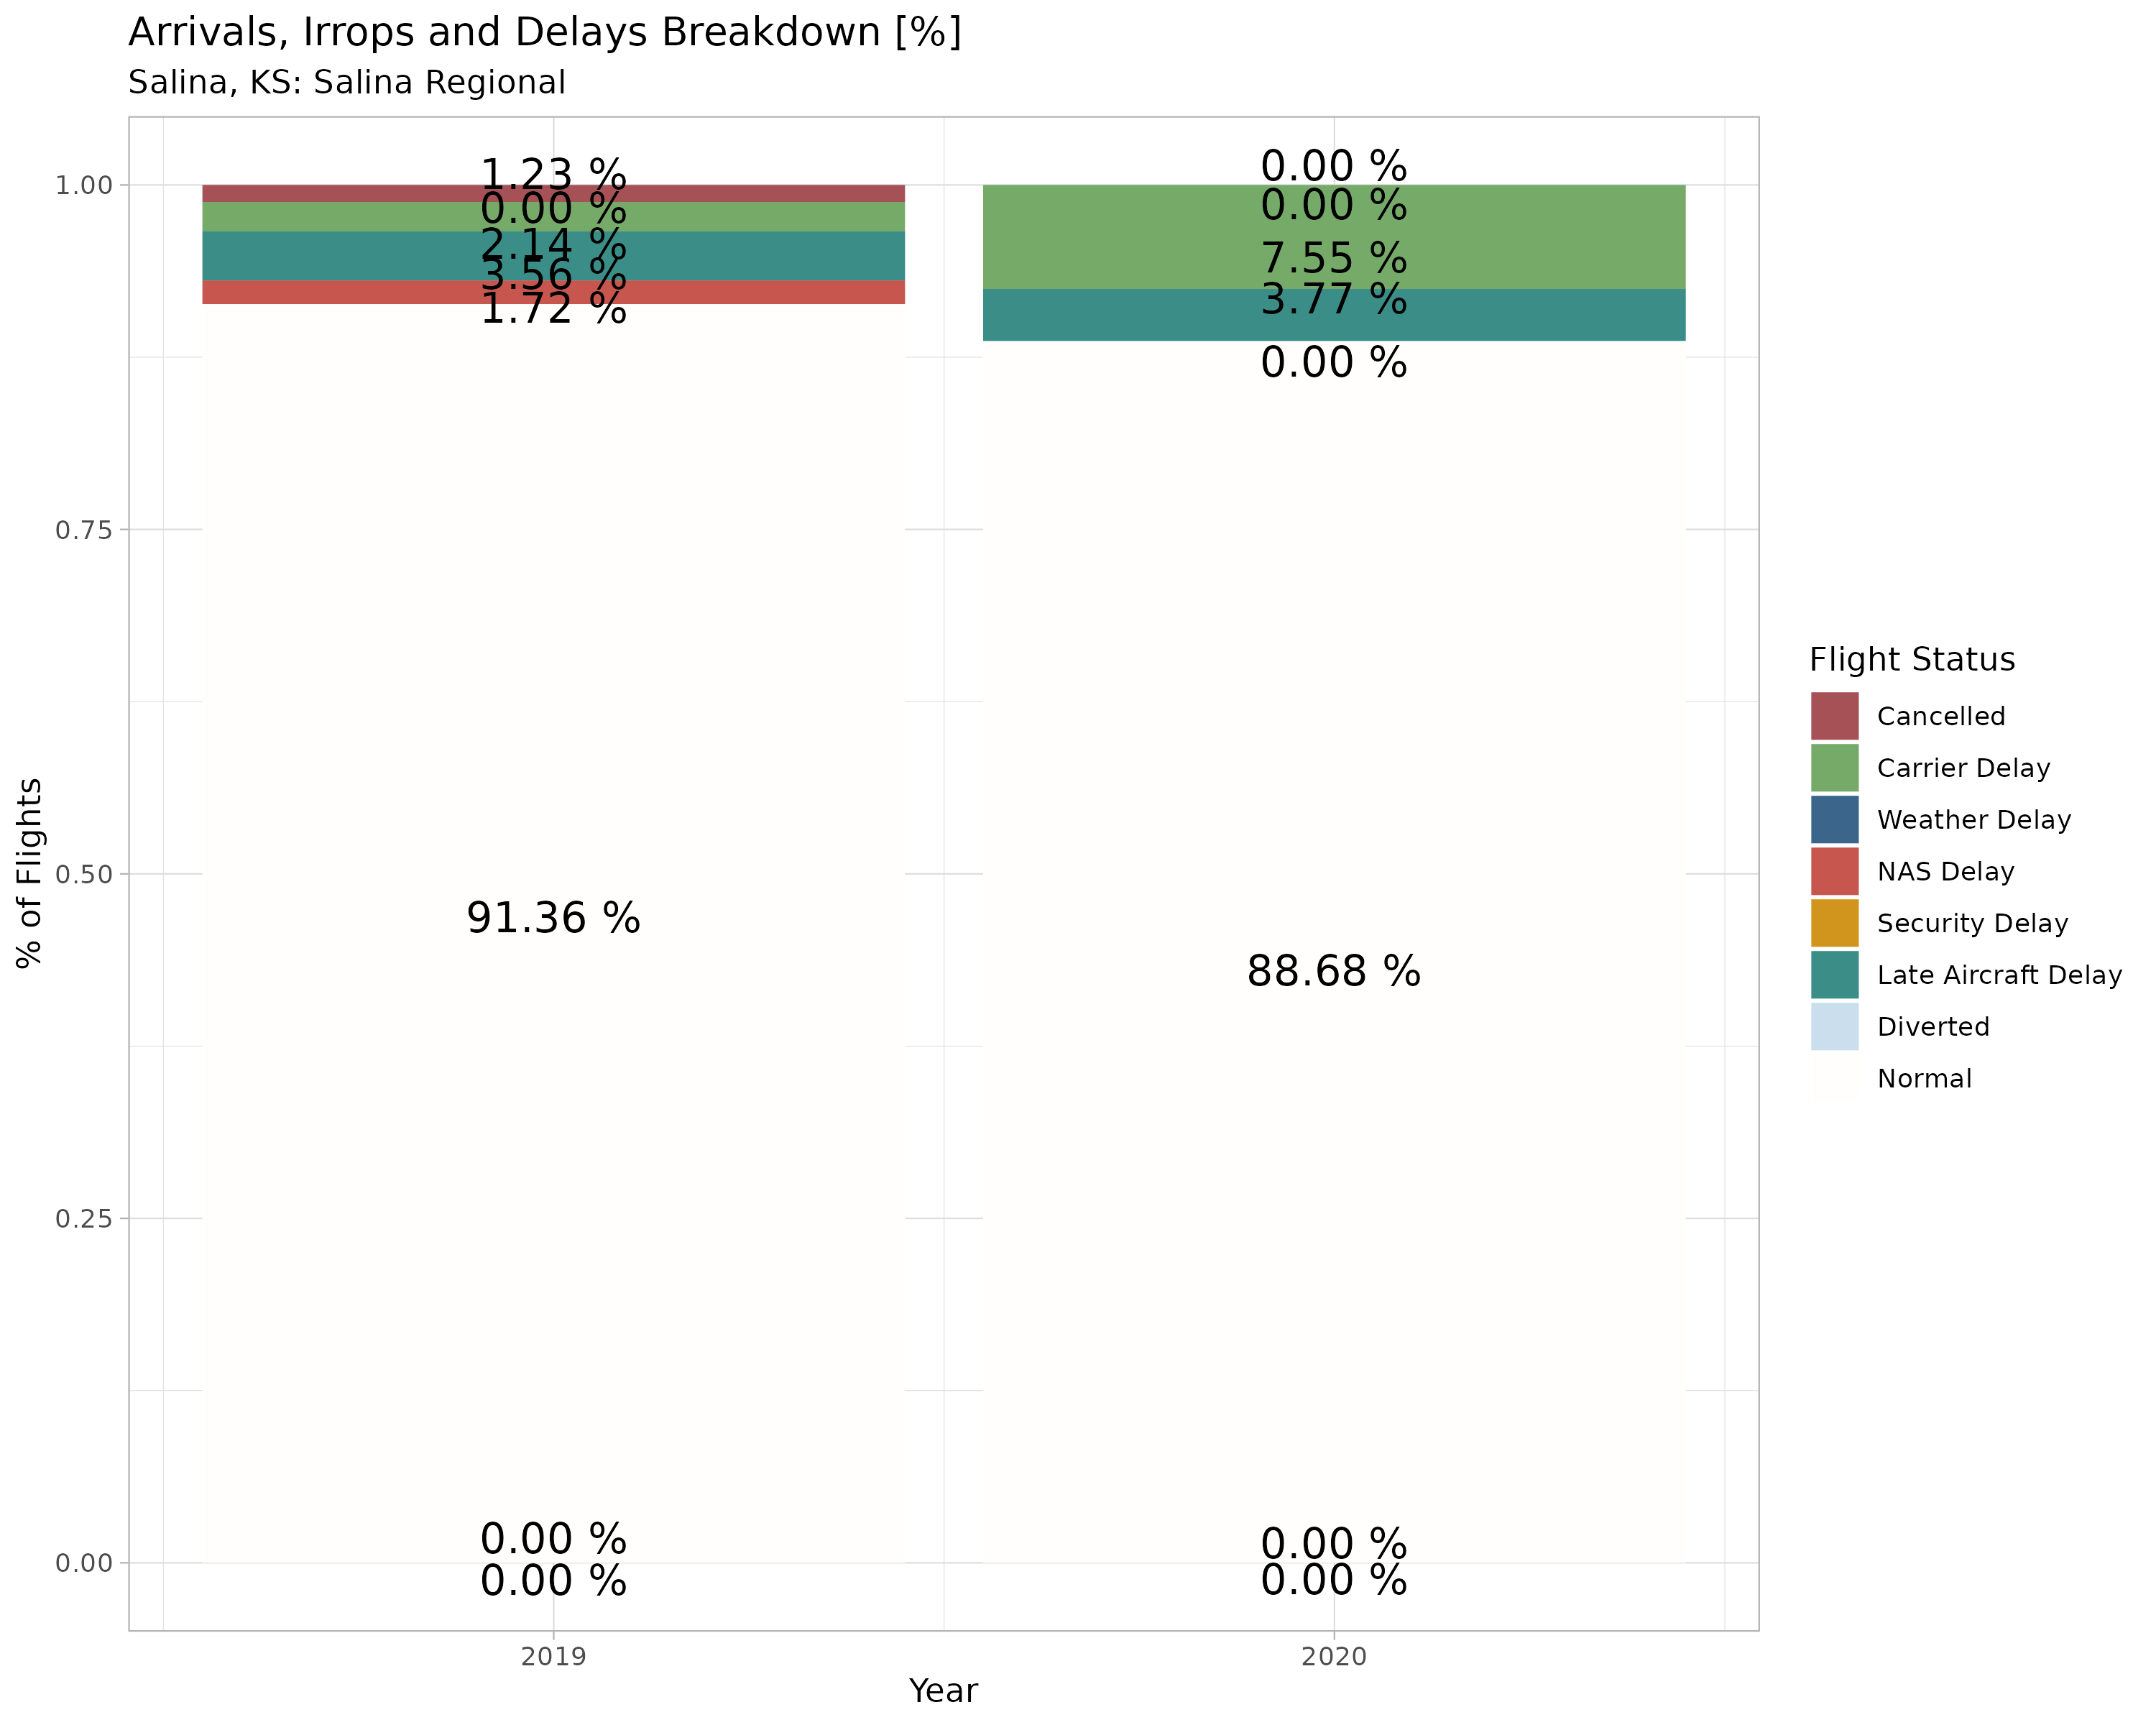 Arrivals, Irrops and Delays Breakdown [%]
Salina, KS: Salina Regional
% of Flights
1.00
0.75
0.50
0.25
0.00
1.23 %
0.00 %
2.14 %
3.56 %
1.72 %
91.36 %
0.00 %
0.00 %
0.00 %
0.00 %
7.55 %
3.77 %
0.00 %
88.68 %
0.00 %
0.00 %
2019
2020
Year
Flight Status
Cancelled
Carrier Delay
Weather Delay
NAS Delay
Security Delay
Late Aircraft Delay
Diverted
Normal